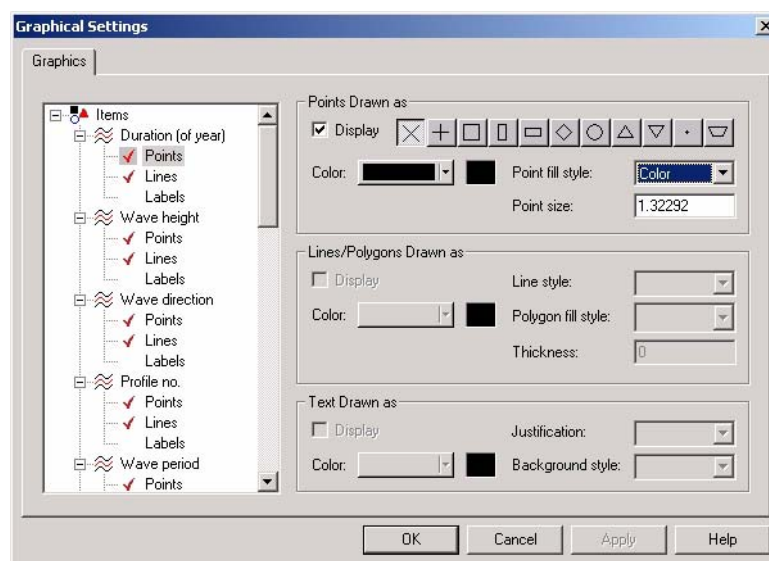 Graphical Settings
Graphics
Items
Duration (of year)
Points
Lines
Labels
Wave height
Points
Lines
Labels
Wave direction
Points
Lines
Labels
Profile no.
Points
Lines
Labels
Wave period
Points
Points Drawn as
Display
Color:
Point fill style: Color
Point size: 1.32292
Lines/Polygons Drawn as
Display
Line style:
Color:
Polygon fill style:
Thickness: 0
Text Drawn as
Display
Justification:
Color:
Background style:
OK Cancel Apply Help